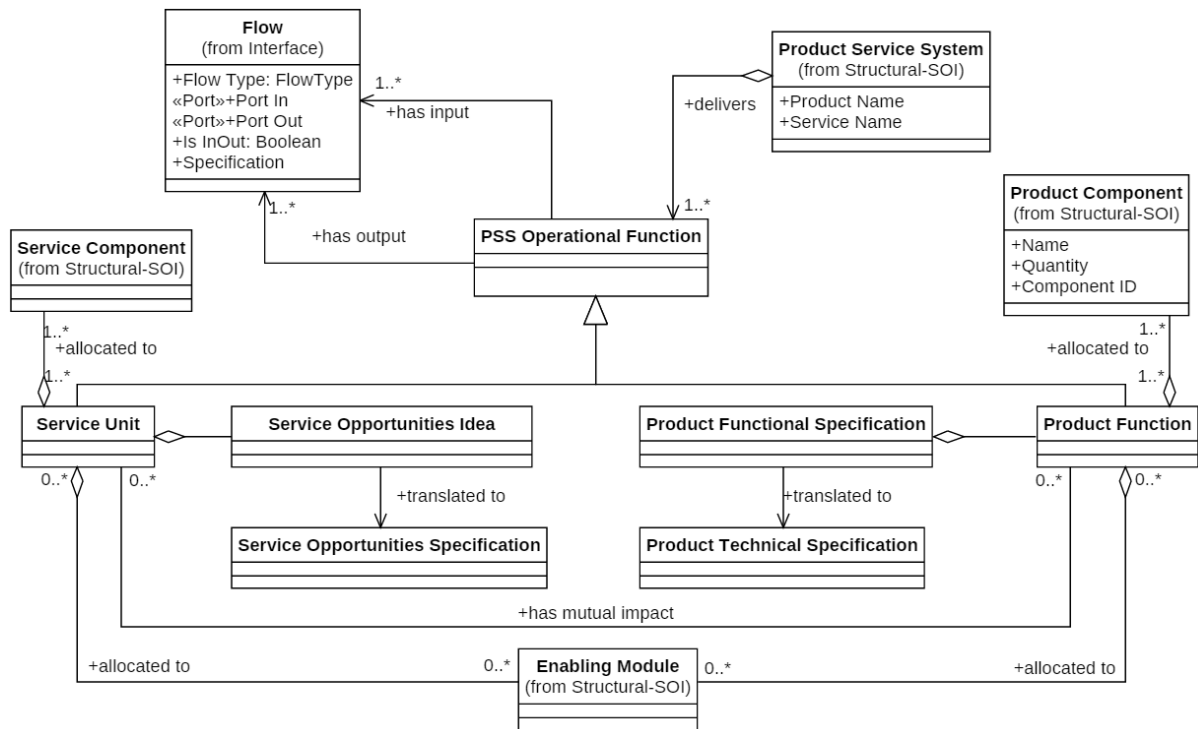 Flow
(from Interface)
+Flow Type: FlowType
«Port»+Port In
«Port»+Port Out
+Is InOut: Boolean
+Specification
1..*
+has input
1..*
+has output
Product Service System
(from Structural-SOI)
+Product Name
+Service Name
+delivers
1..*
PSS Operational Function
Product Component
(from Structural-SOI)
+Name
+Quantity
+Component ID
Service Component
(from Structural-SOI)
1..*
+allocated to
1..*
1..*
+allocated to
1..*
Service Unit
Service Opportunities Idea
Product Functional Specification
Product Function
0..*
0..*
0..*
0..*
+translated to
+translated to
Service Opportunities Specification
Product Technical Specification
+has mutual impact
+allocated to
0..*
Enabling Module
(from Structural-SOI)
0..*
+allocated to